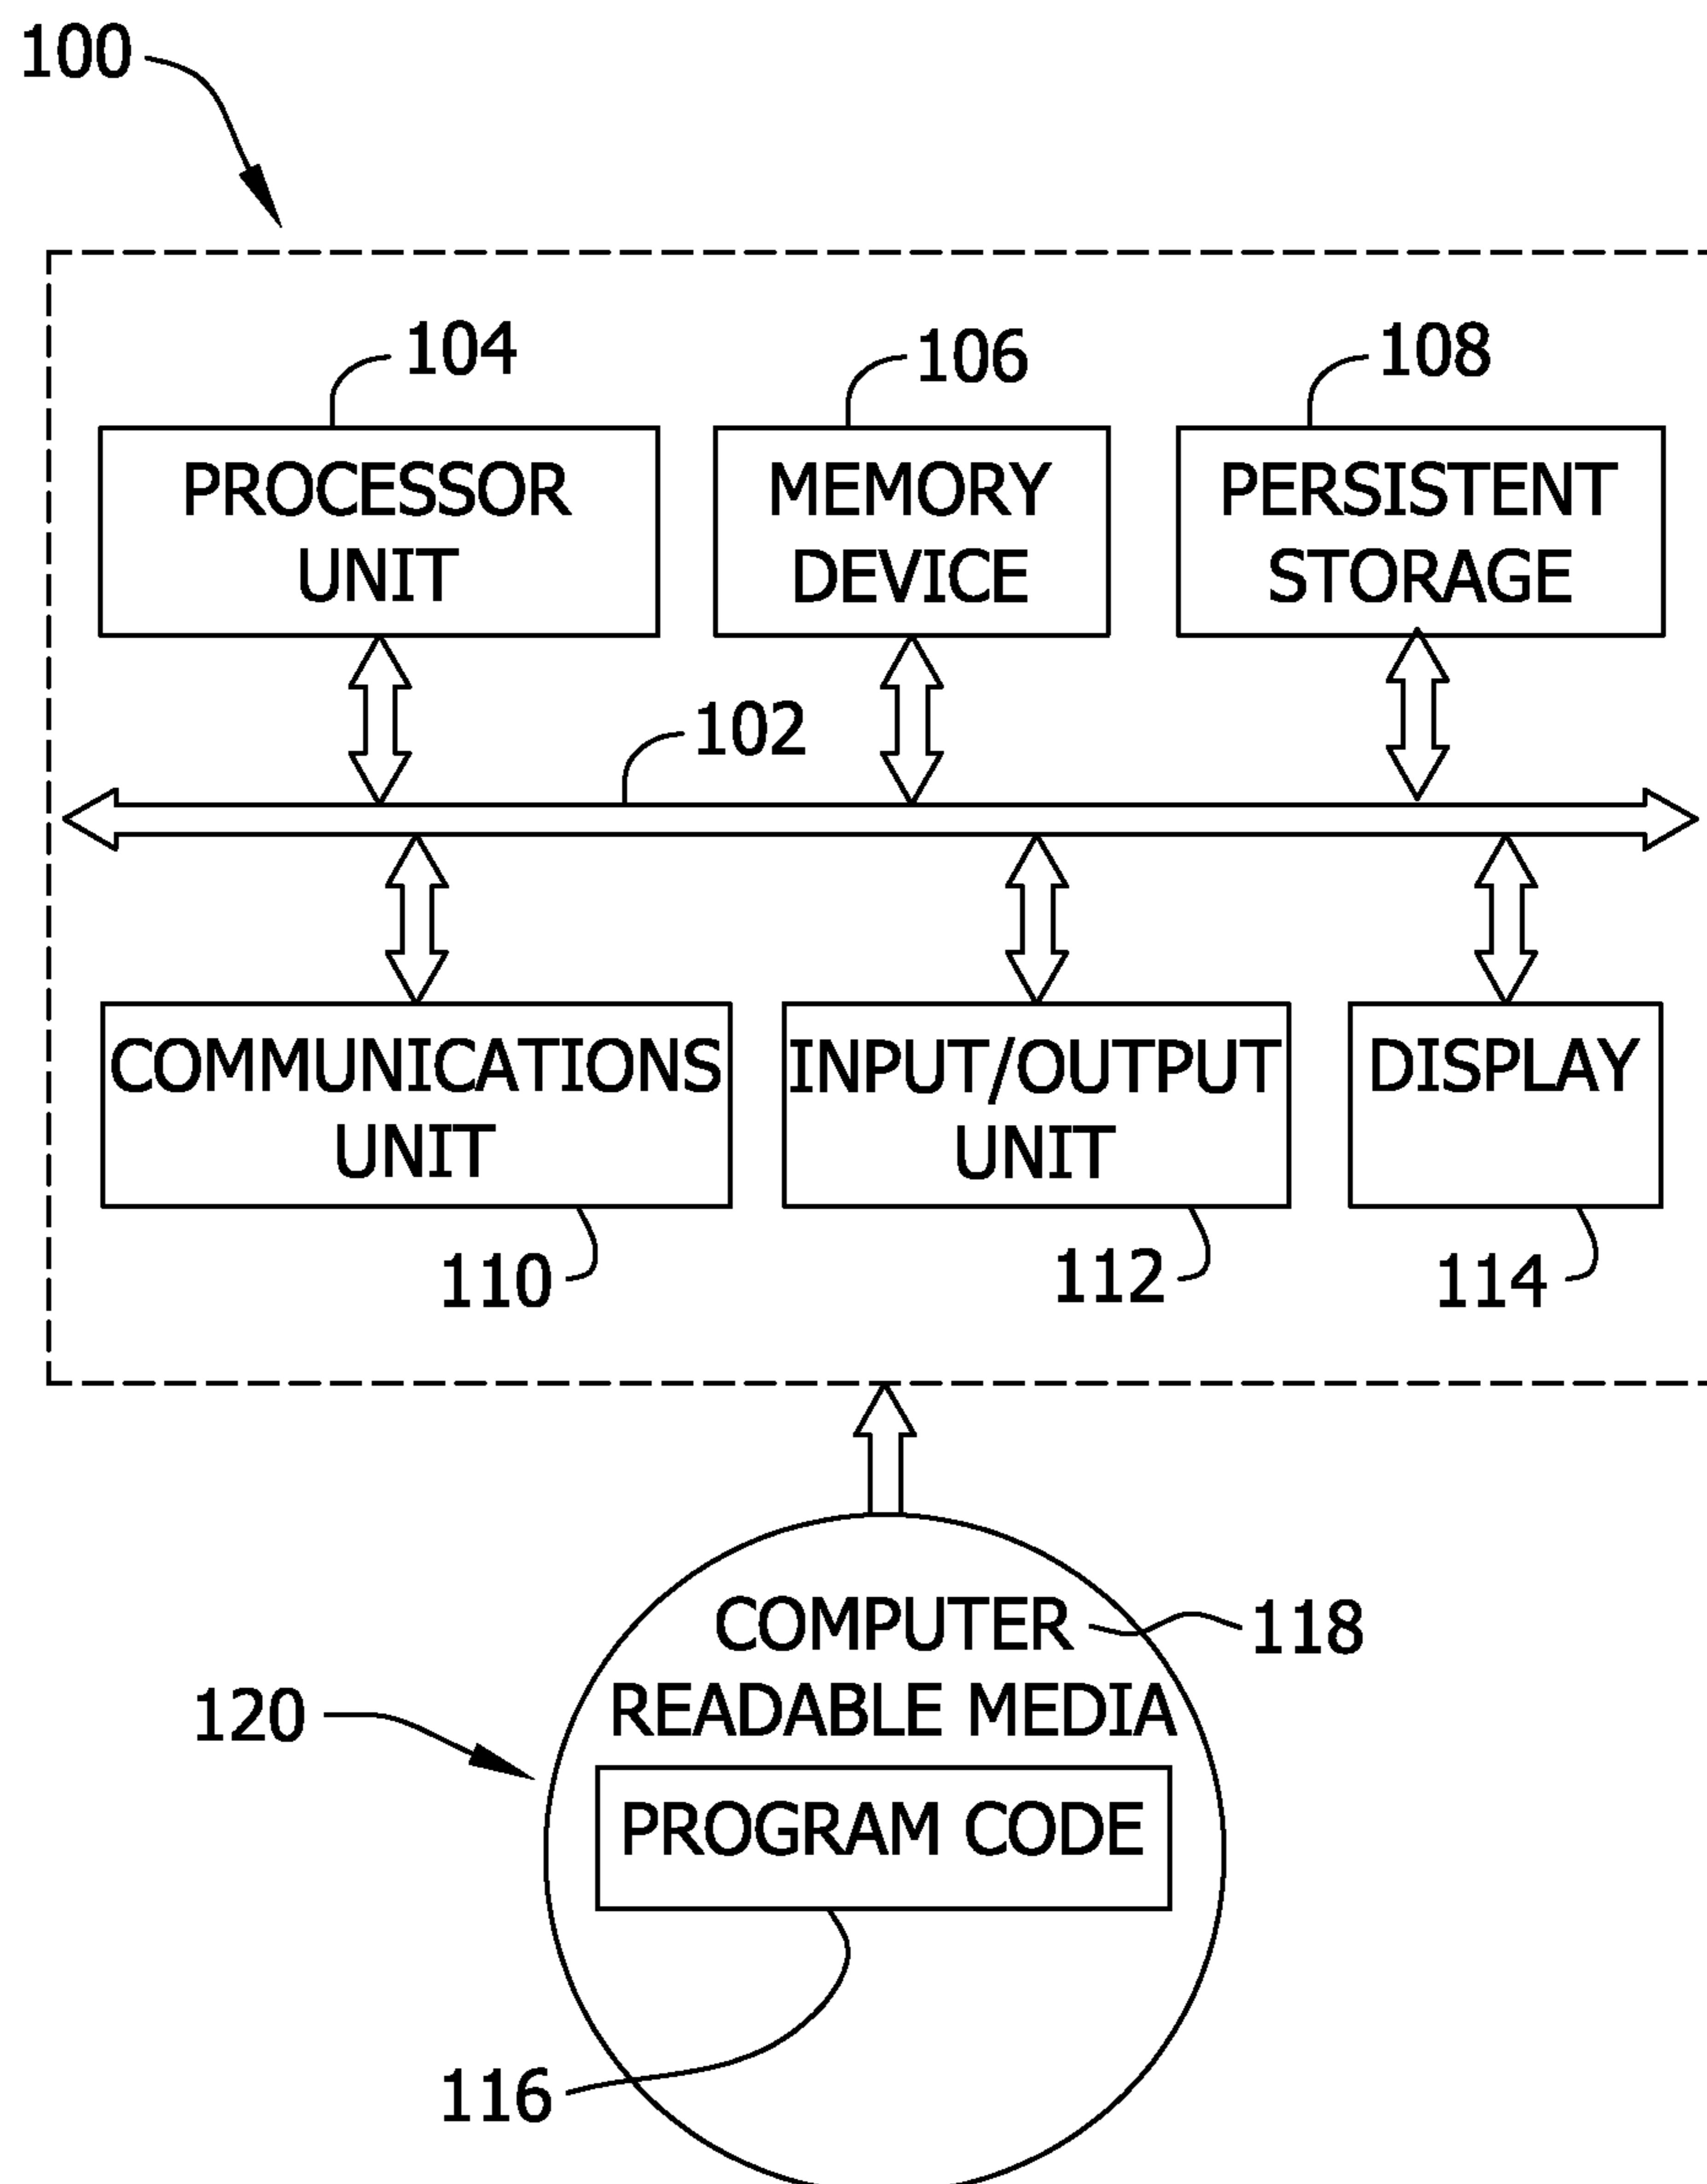 100
104
106
108
PROCESSOR
UNIT
MEMORY
DEVICE
PERSISTENT
STORAGE
102
COMMUNICATIONS
UNIT
INPUT/OUTPUT
UNIT
DISPLAY
110
112
114
COMPUTER
READABLE MEDIA
118
120
PROGRAM CODE
116